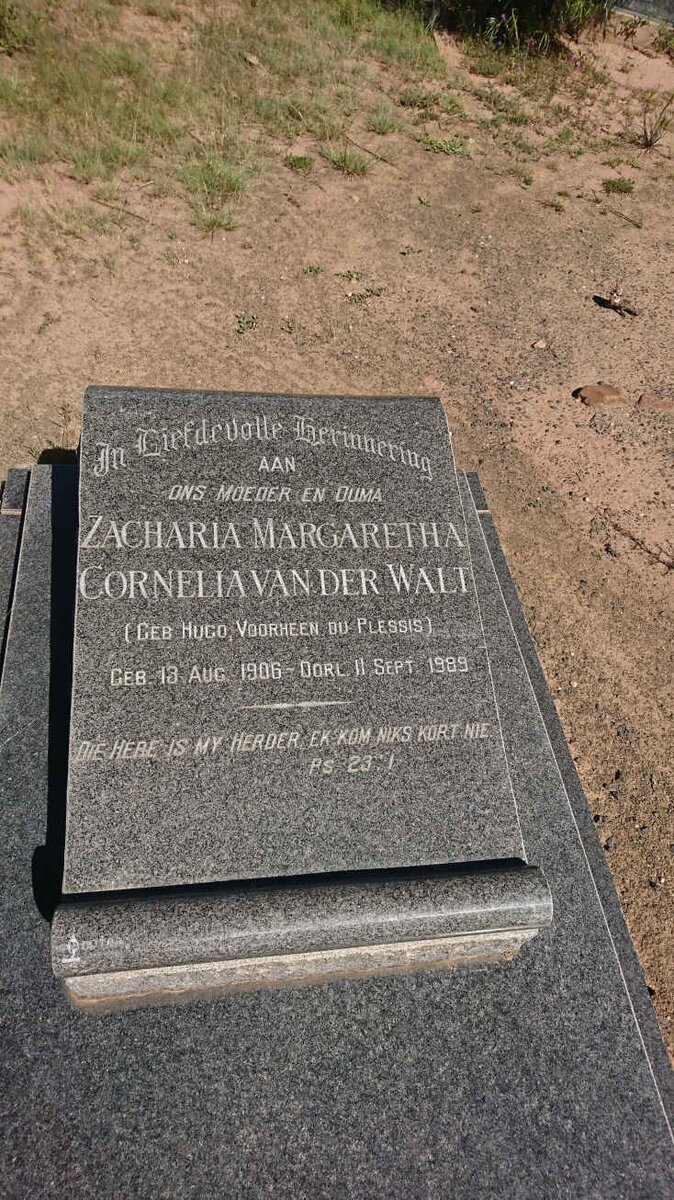 In Liefdevolle Herinnering
AAN
ONS MOEDER EN OUMA
ZACHARIA MARGARETHA
CORNELIA VAN DER WALT
(GEB HUGO, VOORHEEN DU PLESSIS)
GEB 13 AUG. 1906 - OORL 11 SEPT. 1989
DIE HERE IS MY HERDER, EK KOM NIKS KORT NIE
PS 23 1